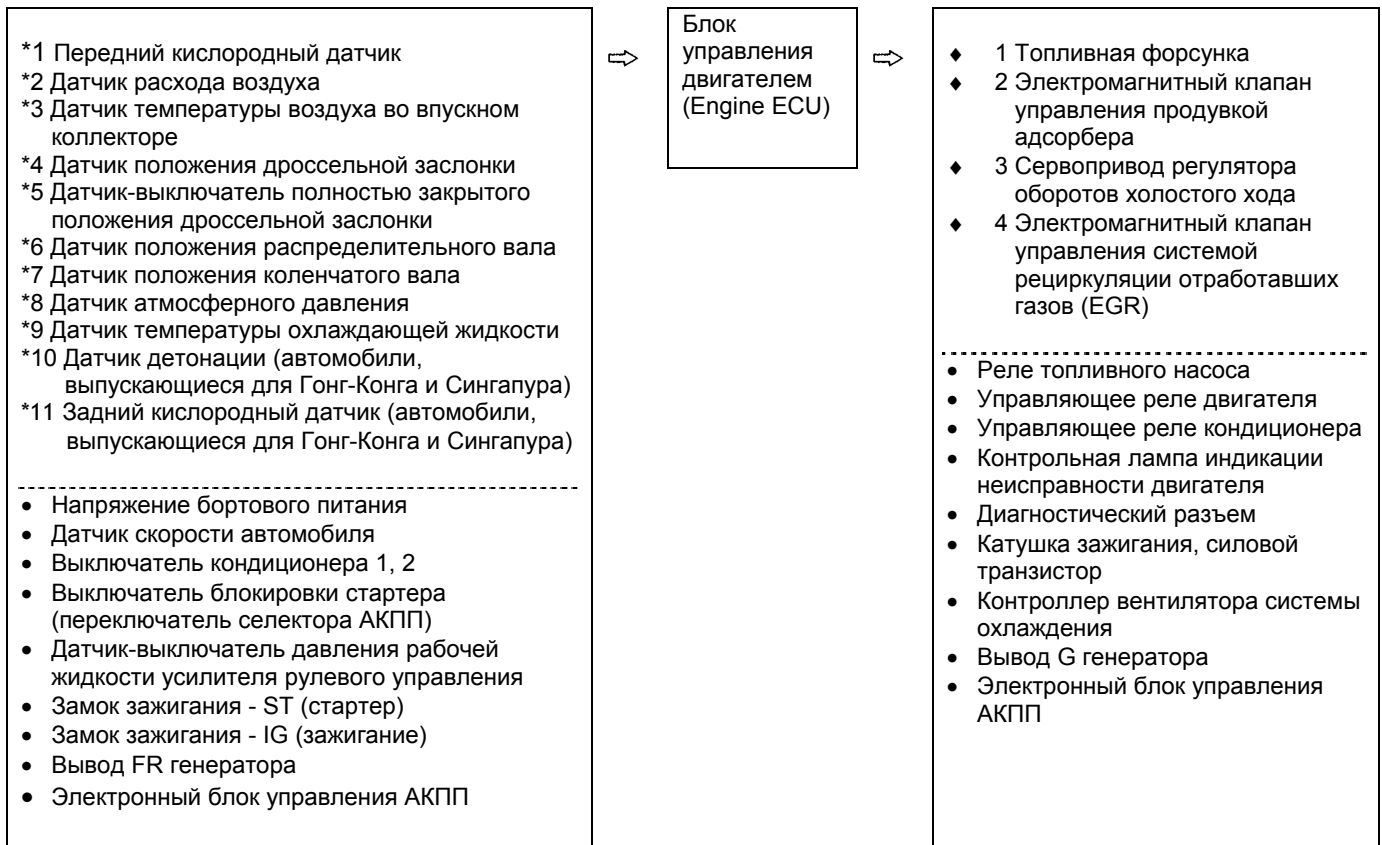 *1 Передний кислородный датчик
*2 Датчик расхода воздуха
*3 Датчик температуры воздуха во впускном
коллекторе
*4 Датчик положения дроссельной заслонки
*5 Датчик-выключатель полностью закрытого
положения дроссельной заслонки
*6 Датчик положения распределительного вала
*7 Датчик положения коленчатого вала
*8 Датчик атмосферного давления
*9 Датчик температуры охлаждающей жидкости
*10 Датчик детонации (автомобили,
выпускающиеся для Гонг-Конга и Сингапура)
*11 Задний кислородный датчик (автомобили,
выпускающиеся для Гонг-Конга и Сингапура)
• Напряжение бортового питания
• Датчик скорости автомобиля
• Выключатель кондиционера 1, 2
• Выключатель блокировки стартера
(переключатель селектора АКПП)
• Датчик-выключатель давления рабочей
жидкости усилителя рулевого управления
• Замок зажигания - ST (стартер)
• Замок зажигания - IG (зажигание)
• Вывод FR генератора
• Электронный блок управления АКПП
⇨
Блок
управления
двигателем
(Engine ECU)
⇨
♦ 1 Топливная форсунка
♦ 2 Электромагнитный клапан
управления продувкой
адсорбера
♦ 3 Сервопривод регулятора
оборотов холостого хода
♦ 4 Электромагнитный клапан
управления системой
рециркуляции отработавших
газов (EGR)
• Реле топливного насоса
• Управляющее реле двигателя
• Управляющее реле кондиционера
• Контрольная лампа индикации
неисправности двигателя
• Диагностический разъем
• Катушка зажигания, силовой
транзистор
• Контроллер вентилятора системы
охлаждения
• Вывод G генератора
• Электронный блок управления
АКПП